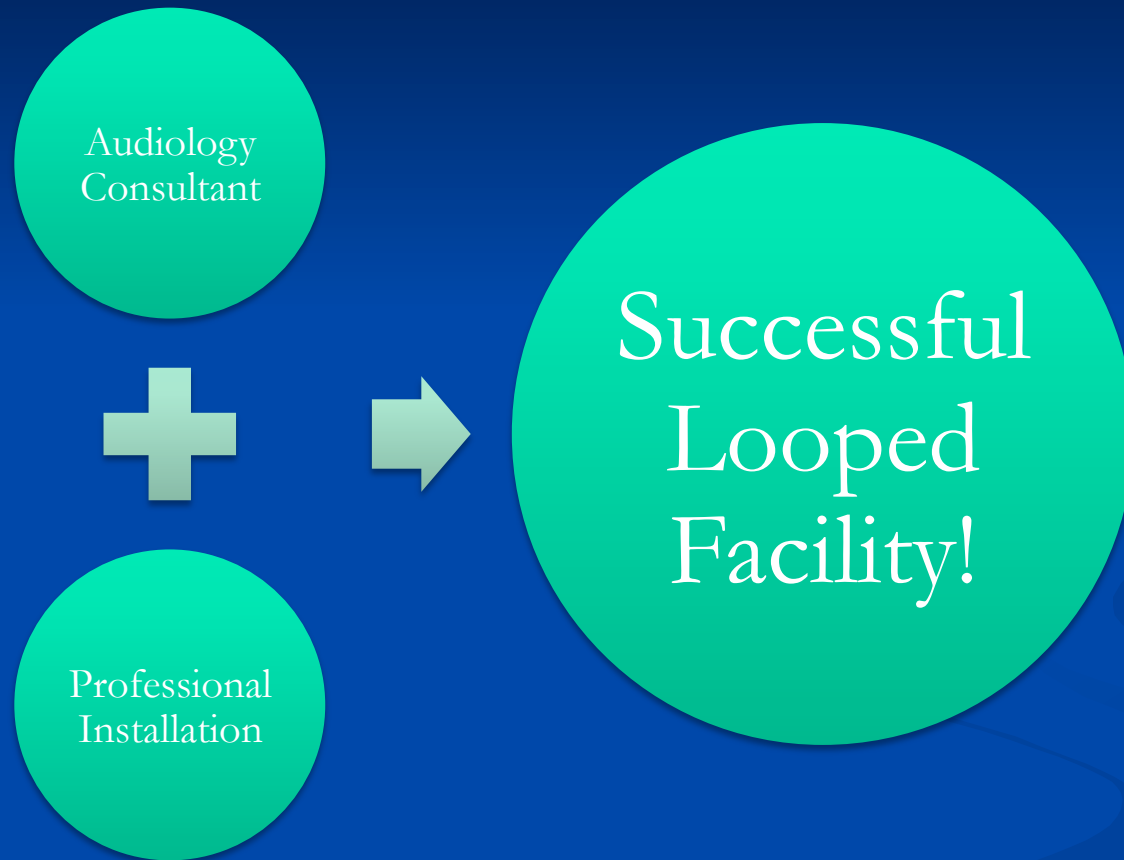 Audiology
Consultant
Professional
Installation
Successful
Looped
Facility!